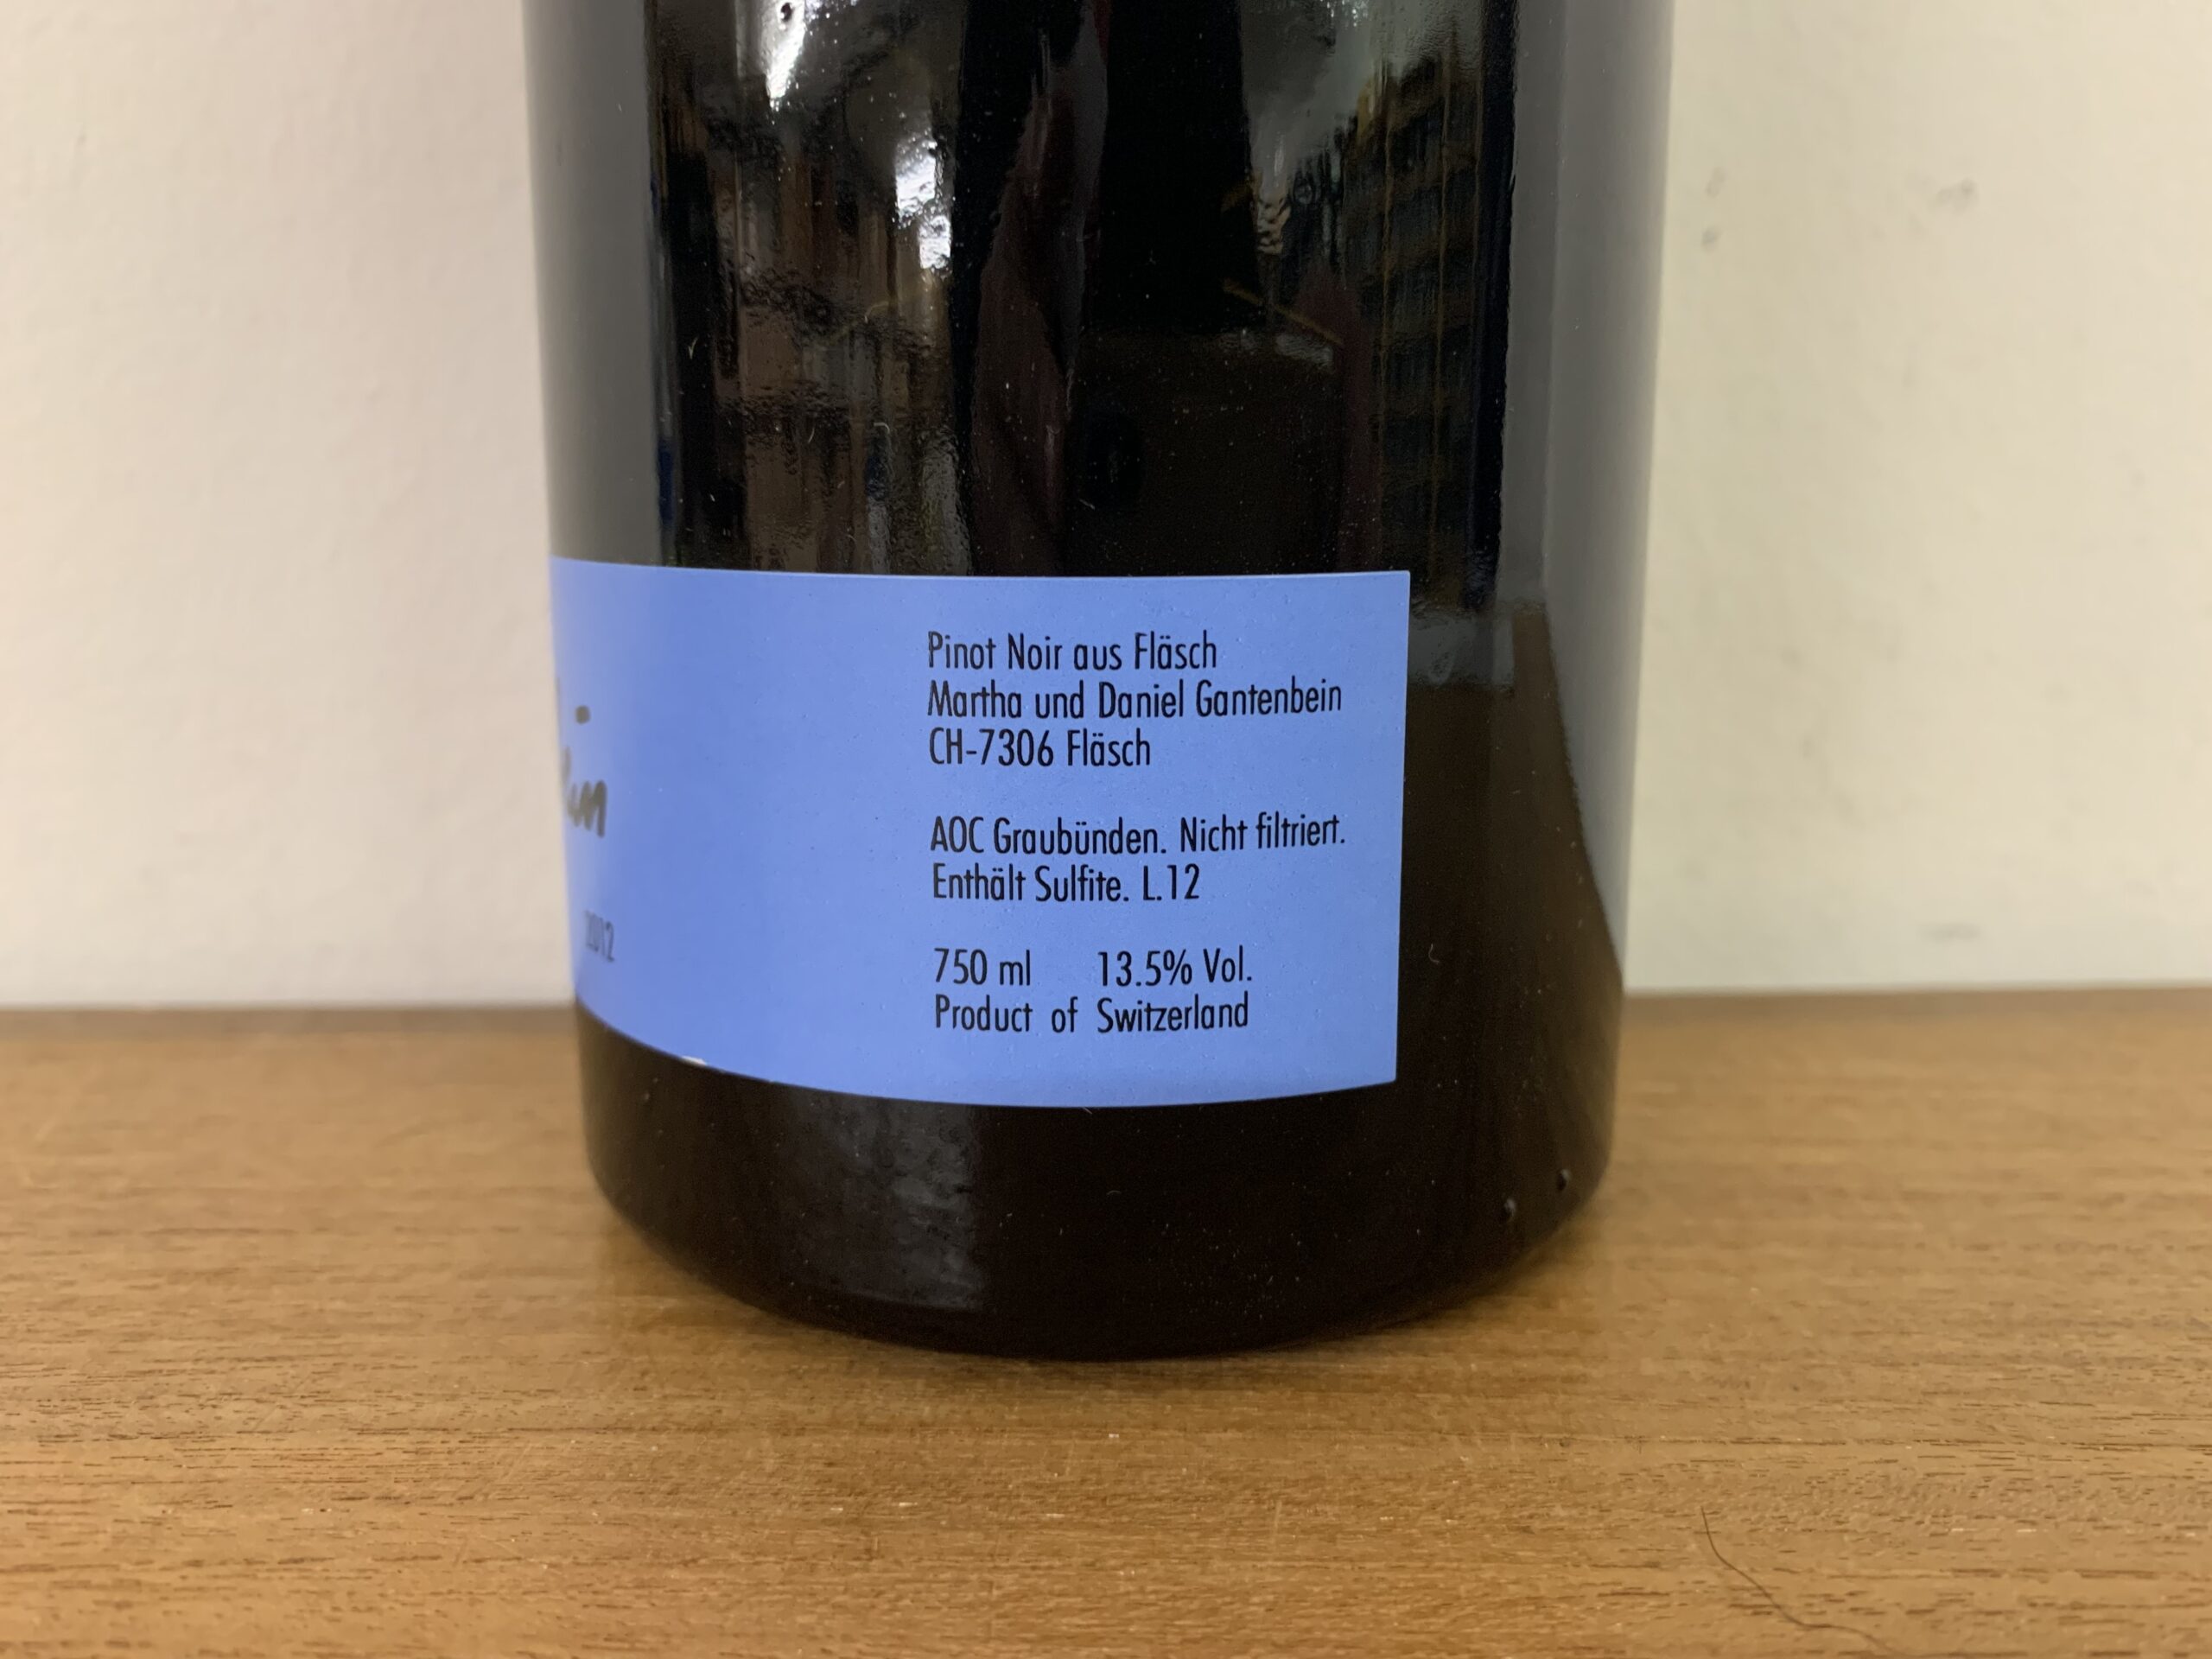 Pinot Noir aus Fläsch
Martha und Daniel Gantenbein
CH-7306 Fläsch
AOC Graubünden. Nicht filtriert.
Enthält Sulfite. L.12
750 ml 13.5% Vol.
Product of Switzerland
2012